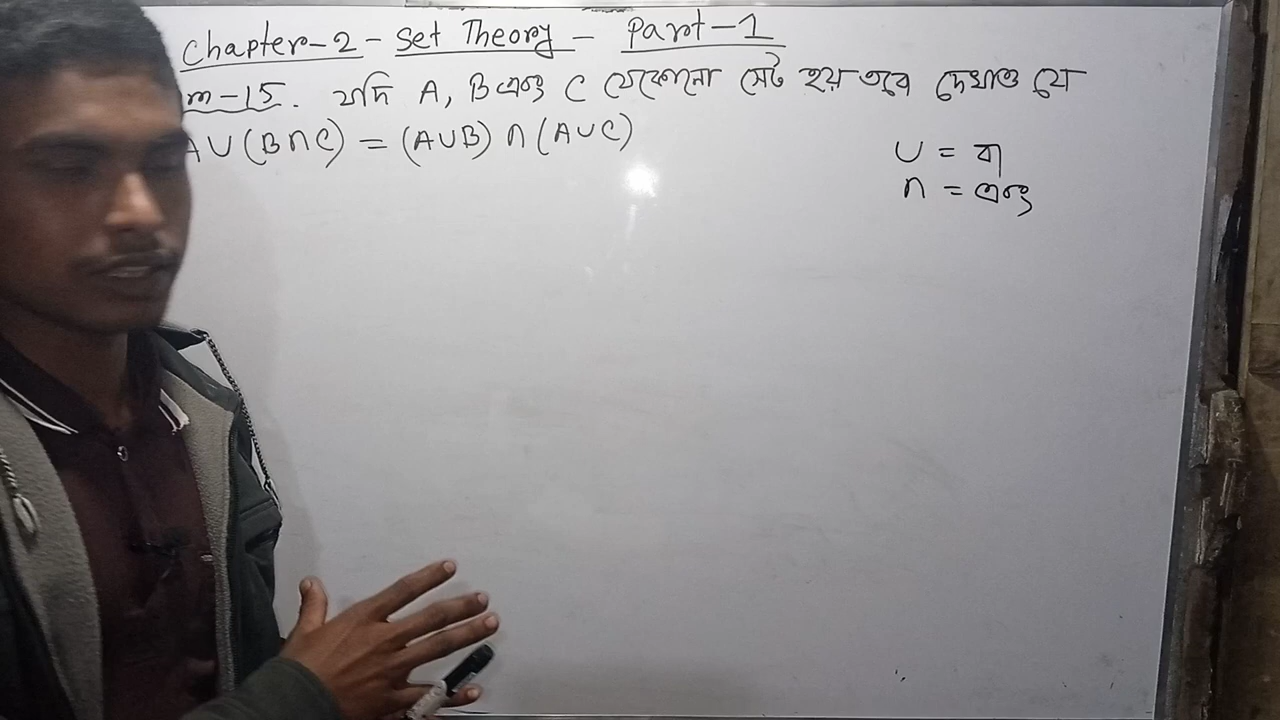 Chapter-2 - Set Theory - Part-1
m-15. যদি A, B এবং C যেকোনো সেট হয় তবে দেখাও যে
A∪(B∩C) = (A∪B) ∩ (A∪C)
∪ = বা
∩ = এবং